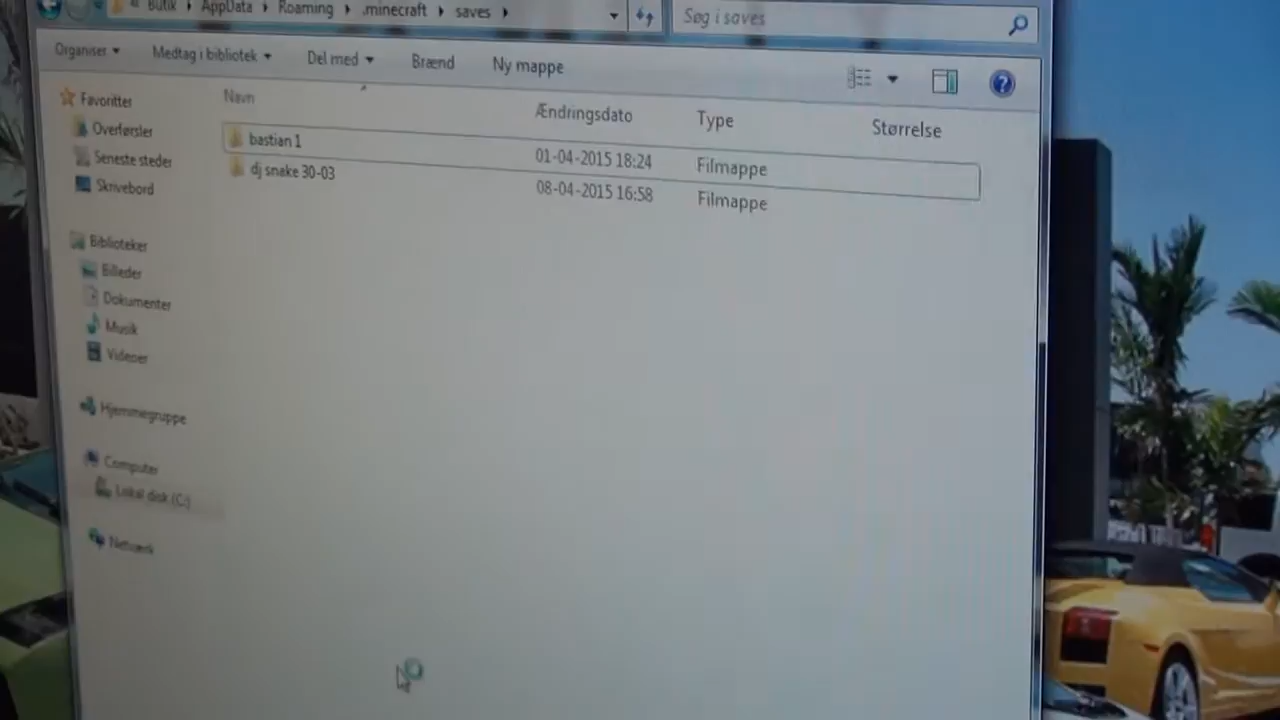 Butik ▸ AppData ▸ Roaming ▸ .minecraft ▸ saves ▸
Søg i saves
Organiser Medtag i bibliotek Del med Brænd Ny mappe
Navn Ændringsdato Type Størrelse
bastian 1 01-04-2015 18:24 Filmappe
dj snake 30-03 08-04-2015 16:58 Filmappe
Favoritter
Overførsler
Seneste steder
Skrivebord
Biblioteker
Billeder
Dokumenter
Musik
Videoer
Hjemmegruppe
Computer
Lokal disk (C:)
Netværk